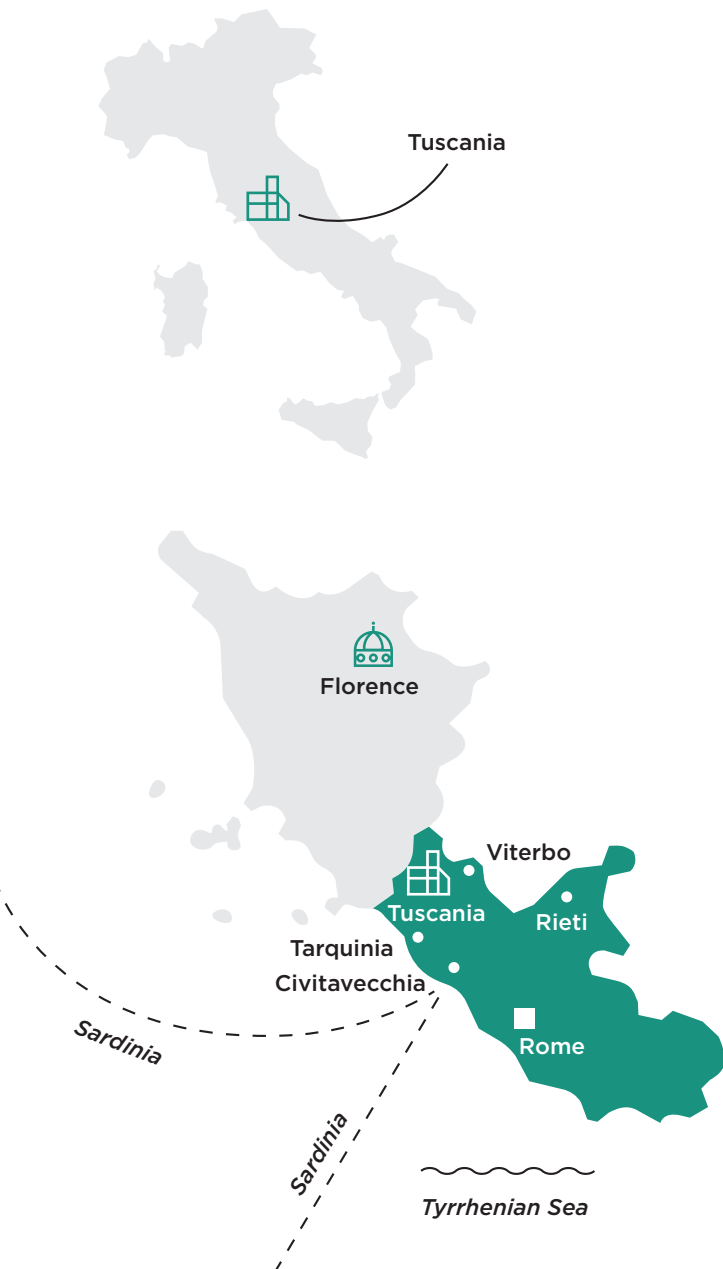 Tuscania
Florence
Viterbo
Tuscania
Rieti
Tarquinia
Civitavecchia
Sardinia
Rome
Sardinia
Tyrrhenian Sea